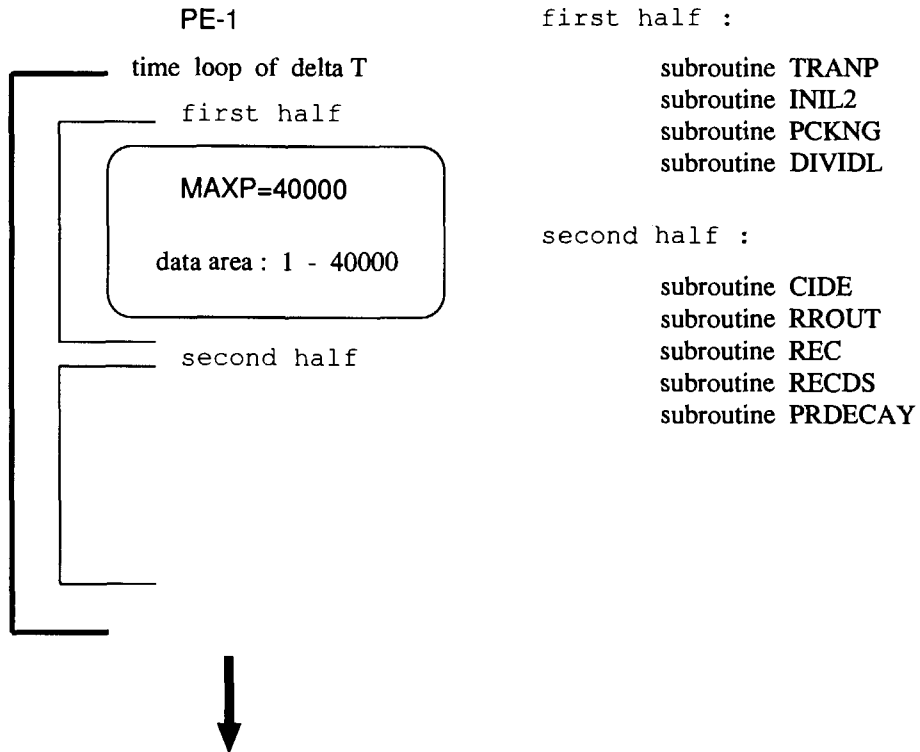 PE-1
time loop of delta T
first half
MAXP=40000
data area : 1 - 40000
second half
first half :
subroutine TRANP
subroutine INIL2
subroutine PCKNG
subroutine DIVIDL
second half :
subroutine CIDE
subroutine RROUT
subroutine REC
subroutine RECDS
subroutine PRDECAY